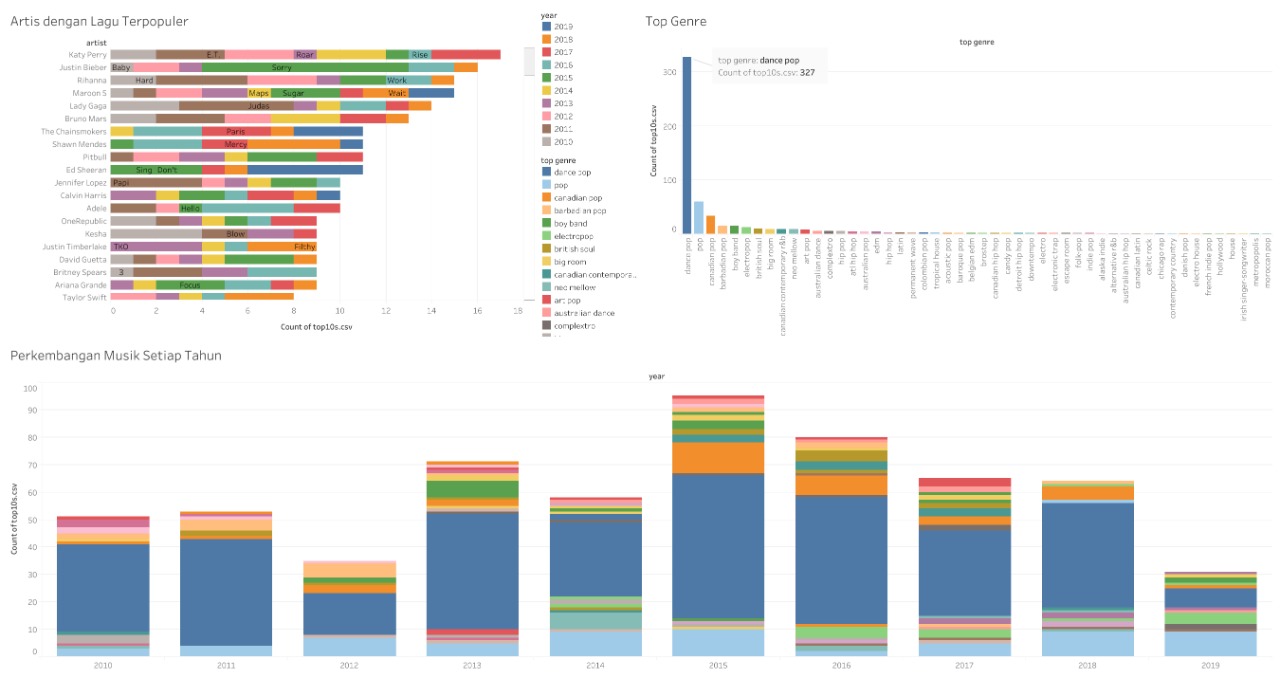 Artis dengan Lagu Terpopuler
artist
Katy Perry
E.T.
Roar
Rise
Justin Bieber
Baby
Sorry
Rihanna
Hard
Work
Maroon 5
Maps
Sugar
Wait
Lady Gaga
Judas
Bruno Mars
The Chainsmokers
Paris
Shawn Mendes
Mercy
Pitbull
Ed Sheeran
Sing
Don't
Jennifer Lopez
Papi
Calvin Harris
Adele
Hello
OneRepublic
Kesha
Blow
Justin Timberlake
TKO
Filthy
David Guetta
Britney Spears
3
Ariana Grande
Focus
Taylor Swift
0 2 4 6 8 10 12 14 16 18
Count of top10s.csv
year
2019
2018
2017
2016
2015
2014
2013
2012
2011
2010
top genre
dance pop
pop
canadian pop
barbadian pop
boy band
electropop
british soul
big room
canadian contempora..
neo mellow
art pop
australian dance
complextro
Top Genre
top genre
top genre: dance pop
Count of top10s.csv: 327
Count of top10s.csv
300
200
100
0
dance pop
pop
canadian pop
barbadian pop
boy band
electropop
british soul
big room
canadian contemporary r&b
neo mellow
art pop
australian dance
complextro
hip pop
atl hip hop
australian pop
edm
hip hop
latin
permanent wave
colombian pop
tropical house
acoustic pop
baroque pop
belgian edm
brostep
canadian hip hop
candy pop
detroit hip hop
downtempo
electro
electronic trap
escape room
folk-pop
indie pop
alaska indie
alternative r&b
australian hip hop
canadian latin
celtic rock
chicago rap
contemporary country
danish pop
electro house
french indie pop
hollywood
house
irish singer-songwriter
metropopolis
moroccan pop
Perkembangan Musik Setiap Tahun
year
Count of top10s.csv
100
90
80
70
60
50
40
30
20
10
0
2010 2011 2012 2013 2014 2015 2016 2017 2018 2019